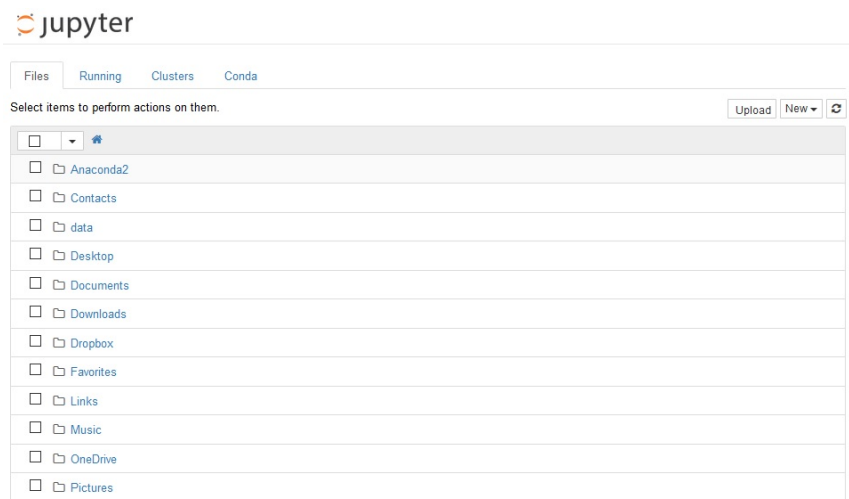 jupyter
Files Running Clusters Conda
Select items to perform actions on them.
Upload New
Anaconda2
Contacts
data
Desktop
Documents
Downloads
Dropbox
Favorites
Links
Music
OneDrive
Pictures